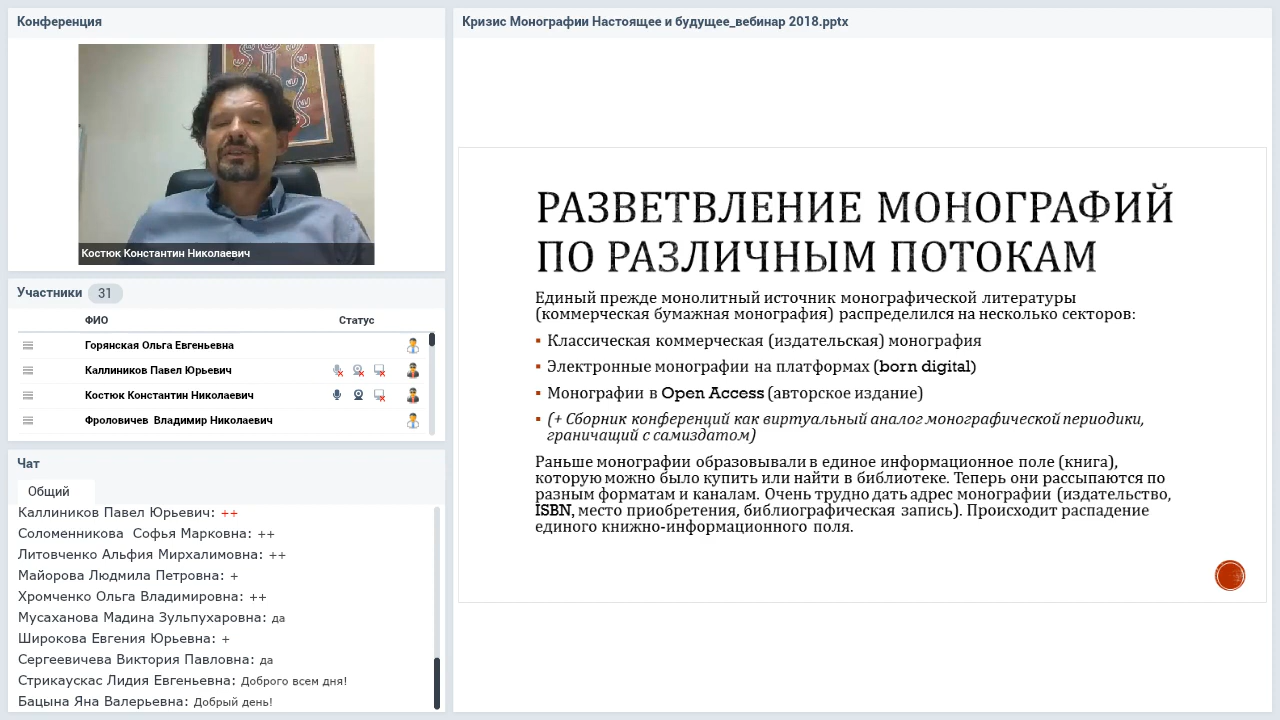 Конференция
Костюк Константин Николаевич
Участники 31
ФИО Статус
Горянская Ольга Евгеньевна
Каллиников Павел Юрьевич
Костюк Константин Николаевич
Фролович Владимир Николаевич
Чат
Общий
Каллиников Павел Юрьевич: ++
Соломенникова Софья Марковна: ++
Литовченко Альфия Мирхалимовна: ++
Майорова Людмила Петровна: +
Хромченко Ольга Владимировна: ++
Мусаханова Мадина Зульпухаровна: да
Широкова Евгения Юрьевна: +
Сергеевичева Виктория Павловна: да
Стрикаускас Лидия Евгеньевна: Доброго всем дня!
Бацына Яна Валерьевна: Добрый день!
Кризис Монографии Настоящее и будущее_вебинар 2018.pptx
РАЗВЕТВЛЕНИЕ МОНОГРАФИЙ
ПО РАЗЛИЧНЫМ ПОТОКАМ
Единый прежде монолитный источник монографической литературы
(коммерческая бумажная монография) распределился на несколько секторов:
▪ Классическая коммерческая (издательская) монография
▪ Электронные монографии на платформах (born digital)
▪ Монографии в Open Access (авторское издание)
▪ (+ Сборник конференций как виртуальный аналог монографической периодики,
граничащий с самиздатом)
Раньше монографии образовывали в единое информационное поле (книга),
которую можно было купить или найти в библиотеке. Теперь они рассыпаются по
разным форматам и каналам. Очень трудно дать адрес монографии (издательство,
ISBN, место приобретения, библиографическая запись). Происходит распадение
единого книжно-информационного поля.